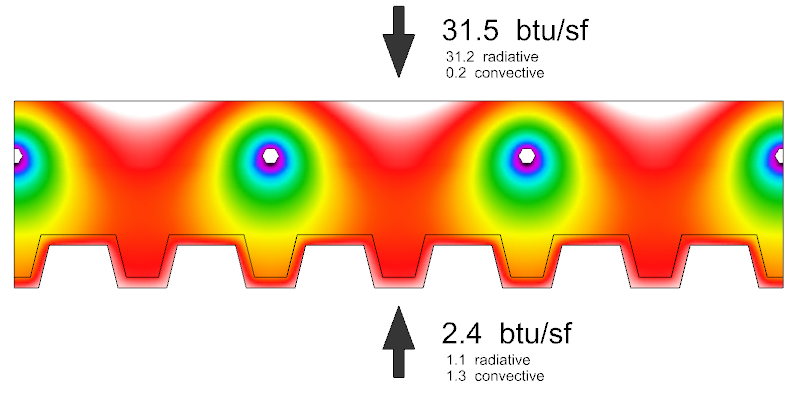 31.5 btu/sf
31.2 radiative
0.2 convective
2.4 btu/sf
1.1 radiative
1.3 convective